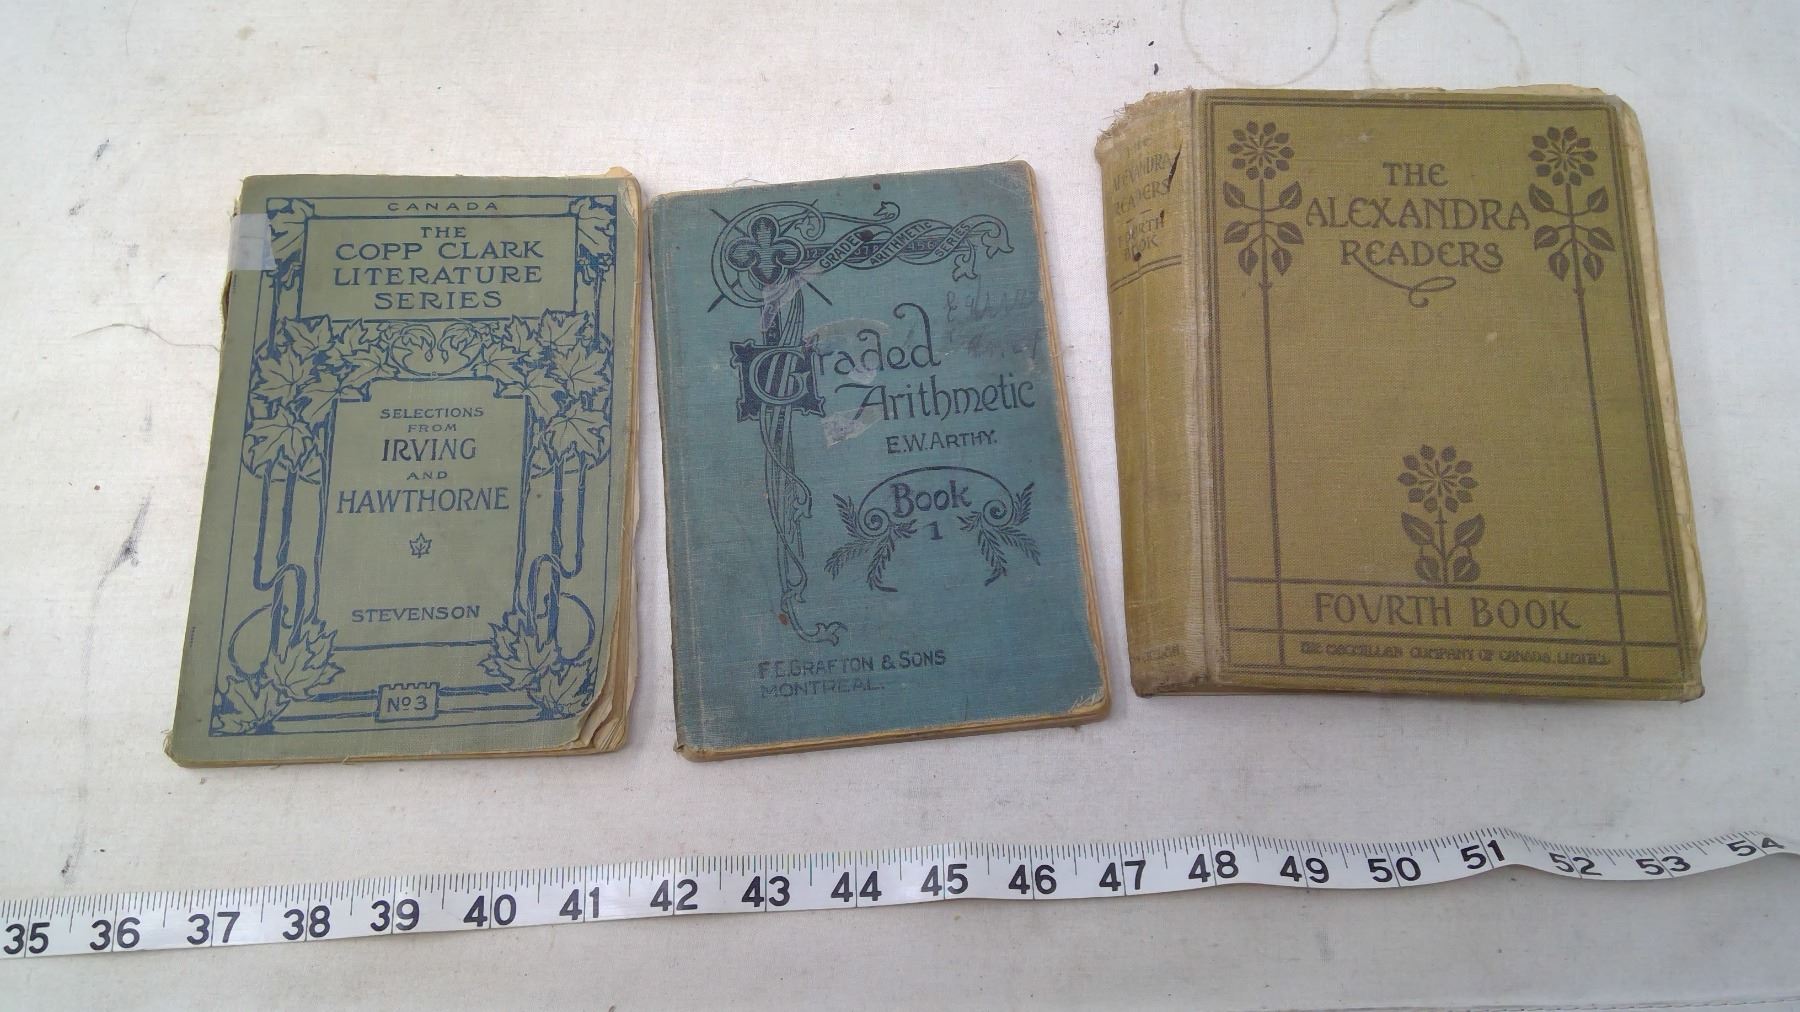 CANADA
THE
COPP CLARK
LITERATURE
SERIES
SELECTIONS
FROM
IRVING
AND
HAWTHORNE
STEVENSON
No 3
GRADED ARITHMETIC SERIES
Graded
Arithmetic
E.W. ARTHY.
Book
1
F.E. GRAFTON & SONS
MONTREAL.
THE
ALEXANDRA
READERS
FOURTH
BOOK
THE
ALEXANDRA
READERS
FOVRTH BOOK
THE MACMILLAN COMPANY OF CANADA, LIMITED
35 36 37 38 39 40 41 42 43 44 45 46 47 48 49 50 51 52 53 54